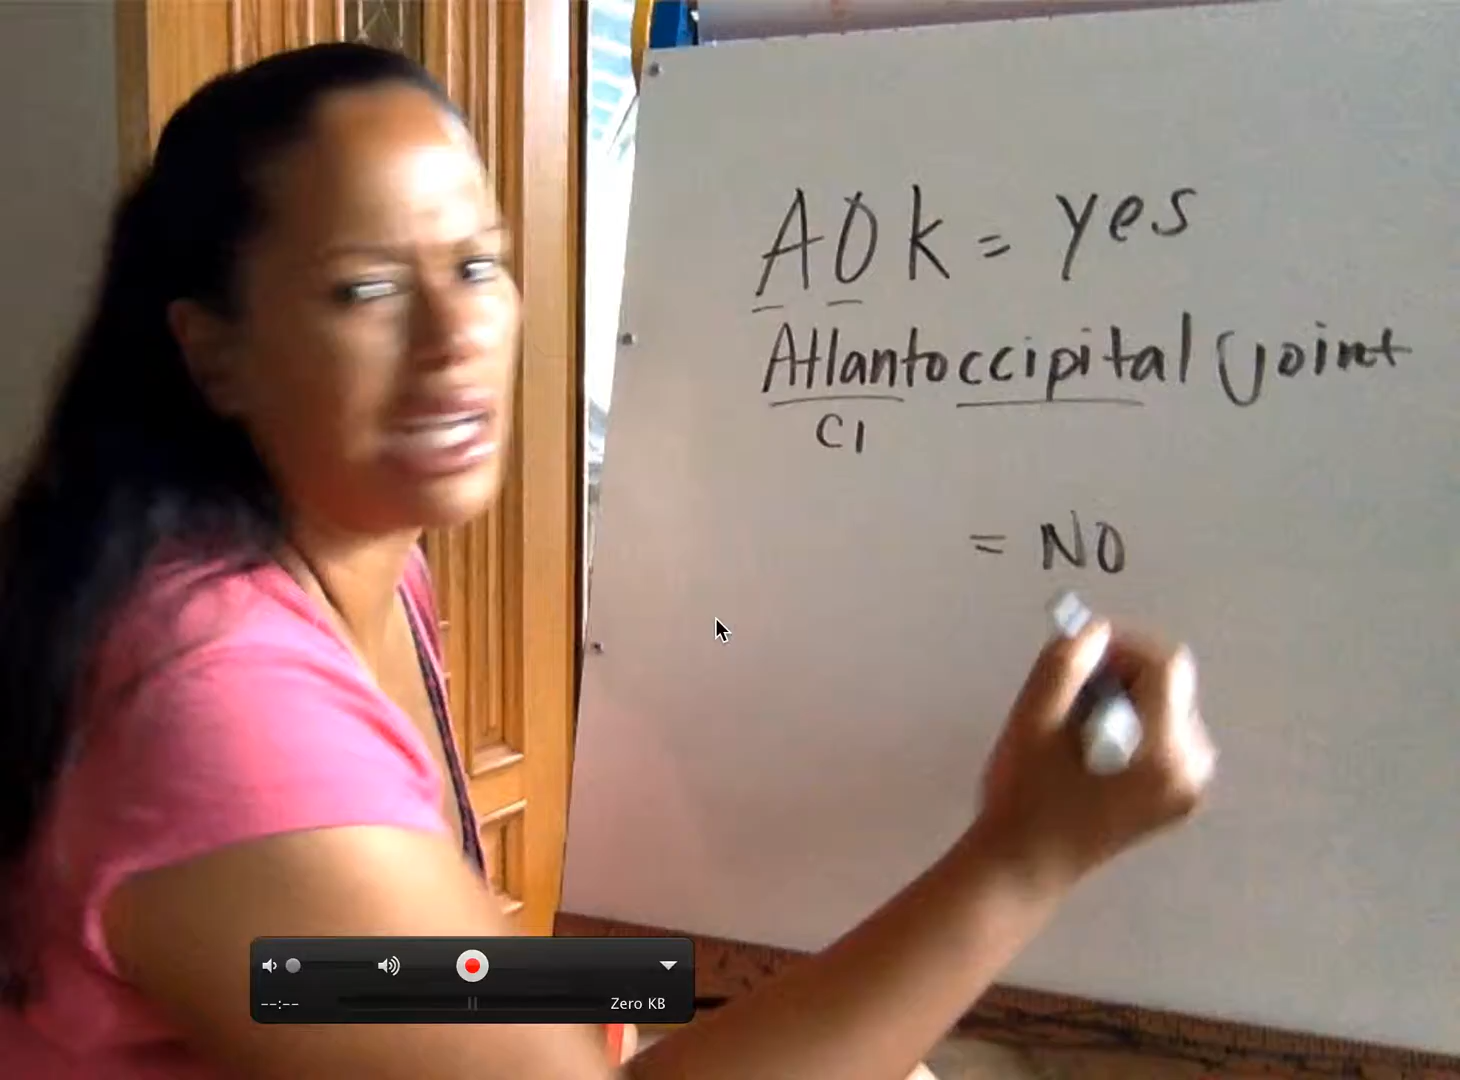 AOk = yes
Atlantoccipital joint
C1
= NO
--:--
Zero KB